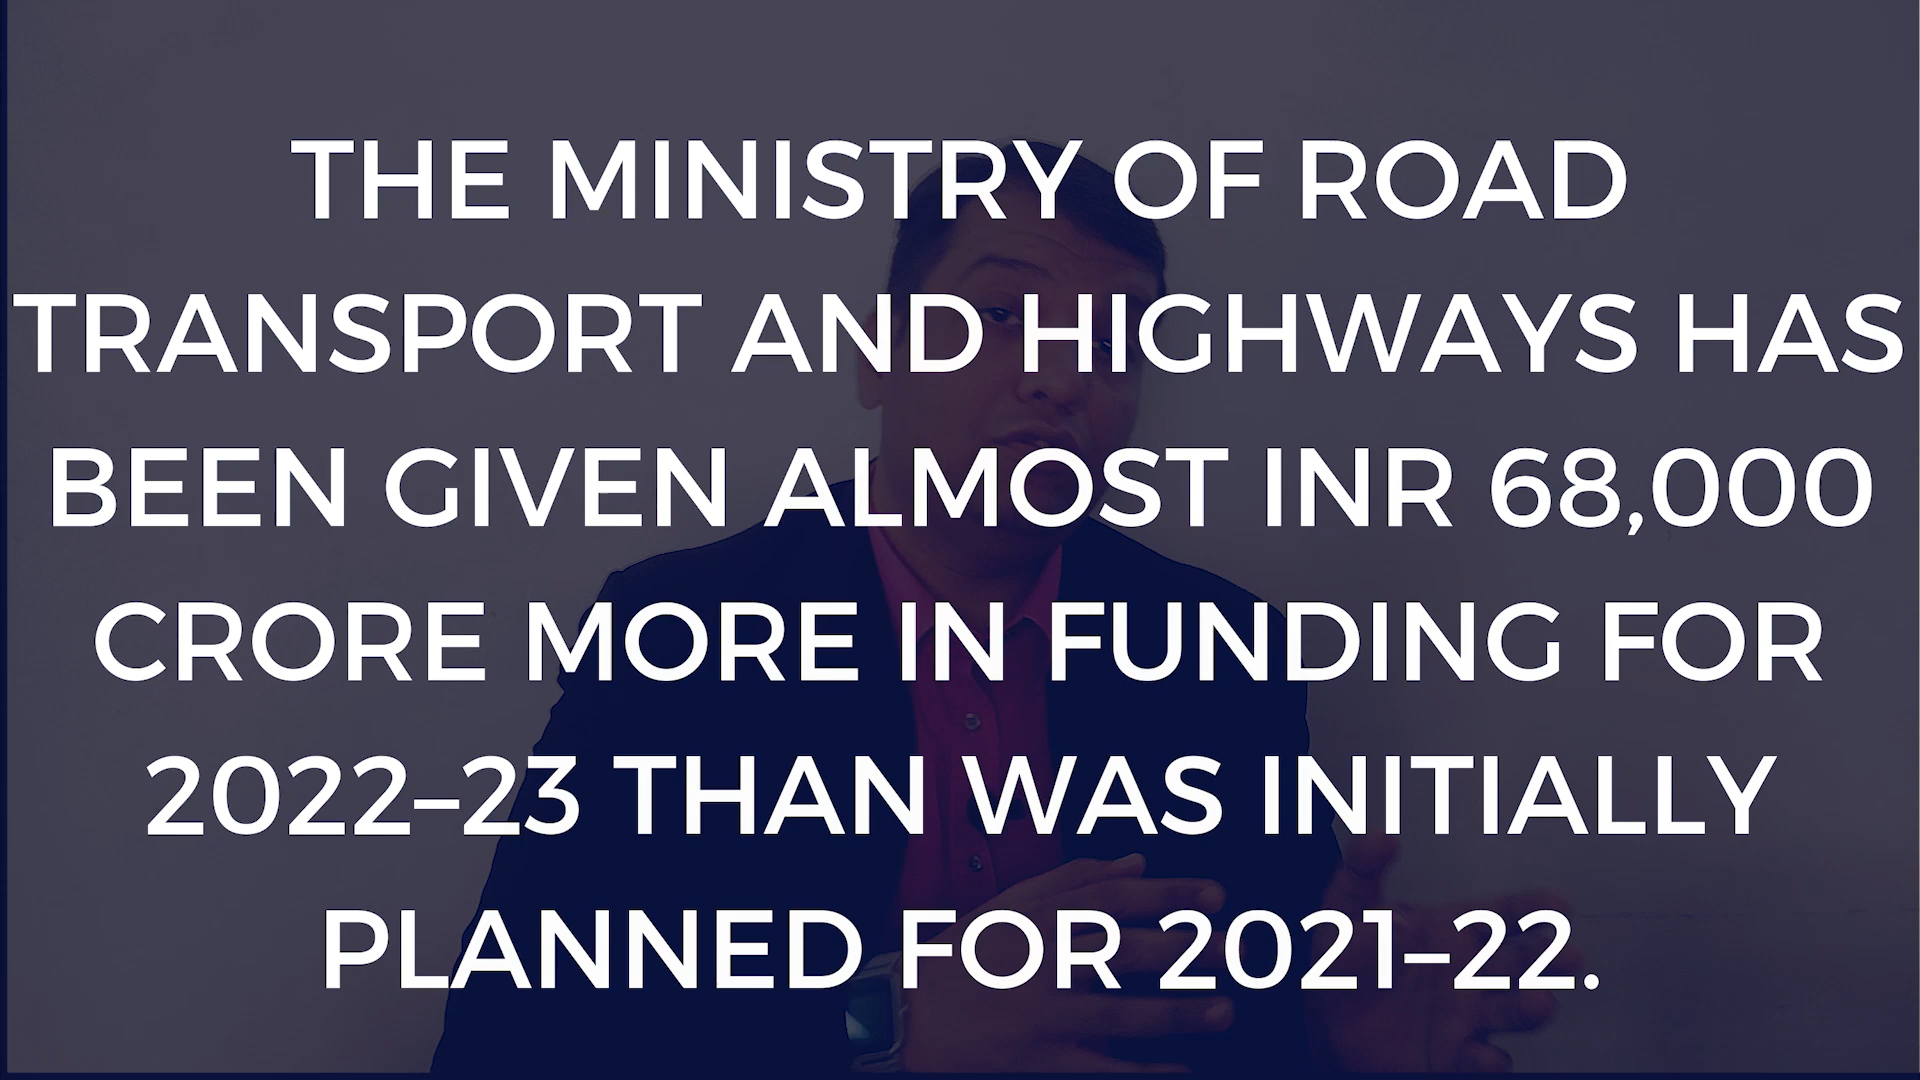 THE MINISTRY OF ROAD
TRANSPORT AND HIGHWAYS HAS
BEEN GIVEN ALMOST INR 68,000
CRORE MORE IN FUNDING FOR
2022–23 THAN WAS INITIALLY
PLANNED FOR 2021–22.